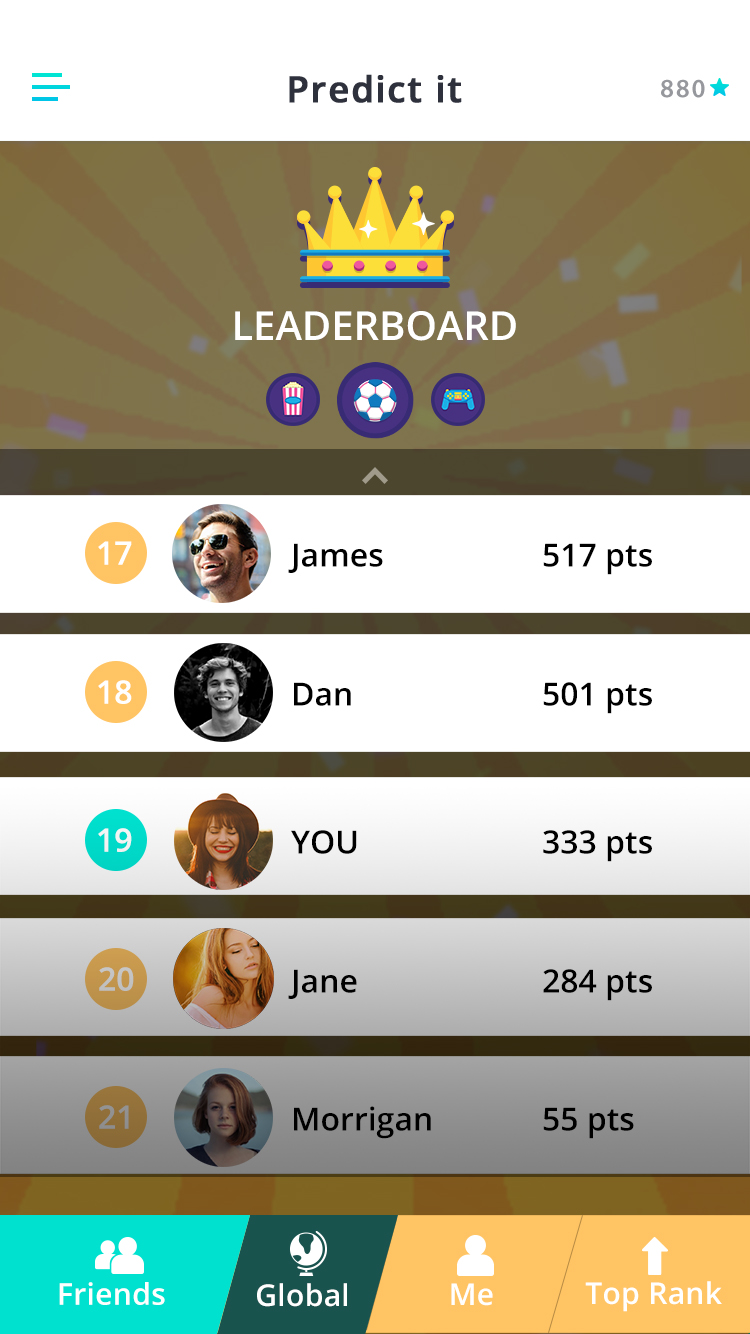 Predict it
880
LEADERBOARD
17 James 517 pts
18 Dan 501 pts
19 YOU 333 pts
20 Jane 284 pts
21 Morrigan 55 pts
Friends Global Me Top Rank